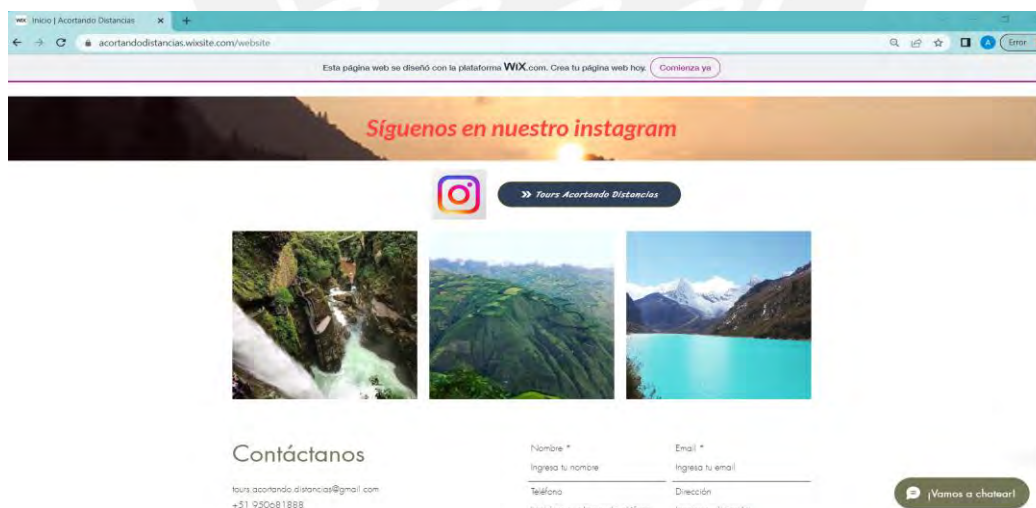 WIX Inicio | Acortando Distancias × +
acortandodistancias.wixsite.com/website
A Error
Esta página web se diseñó con la plataforma WiX.com. Crea tu página web hoy. Comienza ya
Síguenos en nuestro instagram
>> Tours Acortando Distancias
Contáctanos
tours.acortando.distancias@gmail.com
+51 950681888
Nombre * Email *
Ingresa tu nombre Ingresa tu email
Teléfono Dirección
¡Vamos a chatear!